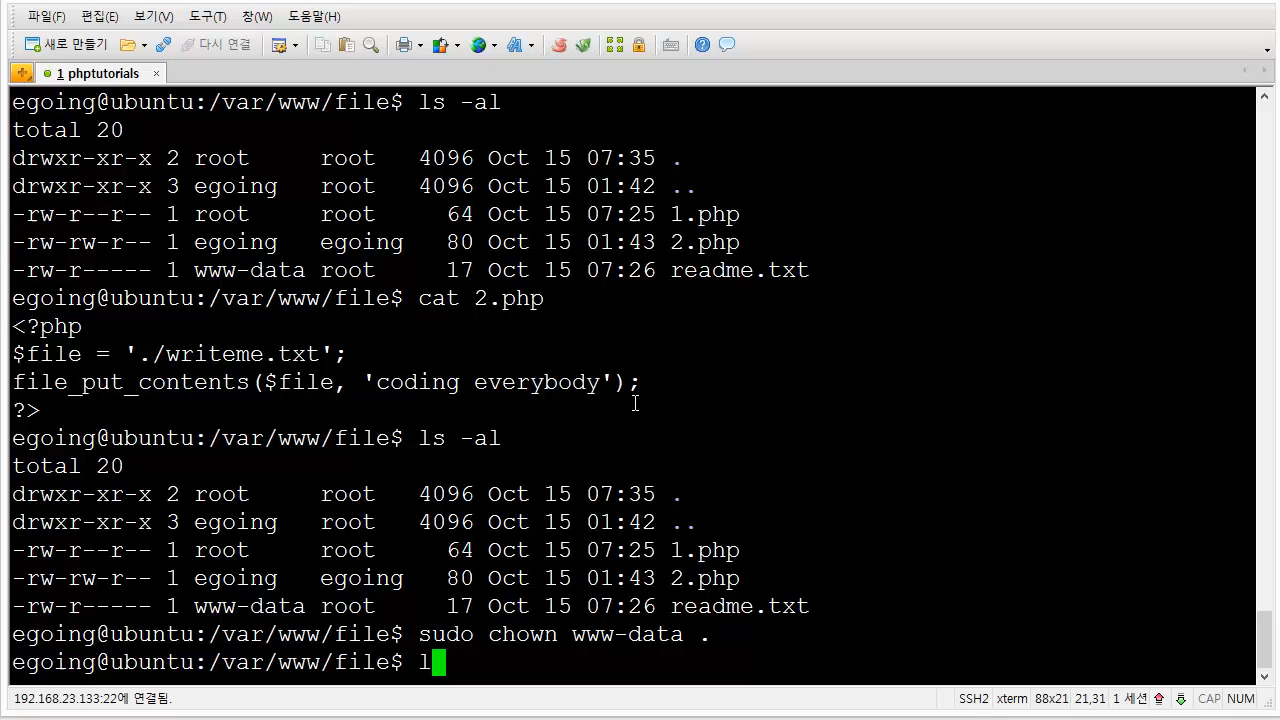 파일(F) 편집(E) 보기(V) 도구(T) 창(W) 도움말(H)
새로 만들기 다시 연결
1 phptutorials ×
egoing@ubuntu:/var/www/file$ ls -al
total 20
drwxr-xr-x 2 root     root   4096 Oct 15 07:35 .
drwxr-xr-x 3 egoing   root   4096 Oct 15 01:42 ..
-rw-r--r-- 1 root     root     64 Oct 15 07:25 1.php
-rw-rw-r-- 1 egoing   egoing   80 Oct 15 01:43 2.php
-rw-r----- 1 www-data root     17 Oct 15 07:26 readme.txt
egoing@ubuntu:/var/www/file$ cat 2.php
<?php
$file = './writeme.txt';
file_put_contents($file, 'coding everybody');
?>
egoing@ubuntu:/var/www/file$ ls -al
total 20
drwxr-xr-x 2 root     root   4096 Oct 15 07:35 .
drwxr-xr-x 3 egoing   root   4096 Oct 15 01:42 ..
-rw-r--r-- 1 root     root     64 Oct 15 07:25 1.php
-rw-rw-r-- 1 egoing   egoing   80 Oct 15 01:43 2.php
-rw-r----- 1 www-data root     17 Oct 15 07:26 readme.txt
egoing@ubuntu:/var/www/file$ sudo chown www-data .
egoing@ubuntu:/var/www/file$ l
192.168.23.133:22에 연결됨. SSH2 xterm 88x21 21,31 1 세션 CAP NUM